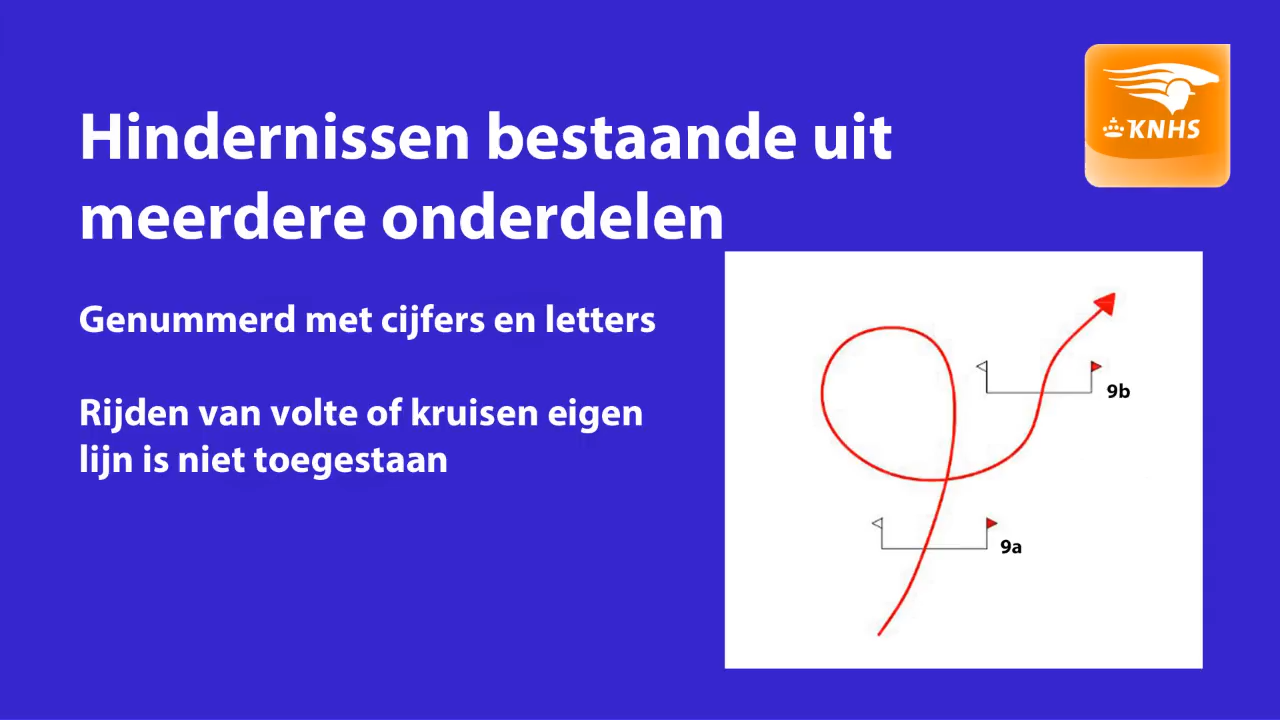 Hindernissen bestaande uit
meerdere onderdelen
KNHS
Genummerd met cijfers en letters
Rijden van volte of kruisen eigen
lijn is niet toegestaan
9b
9a